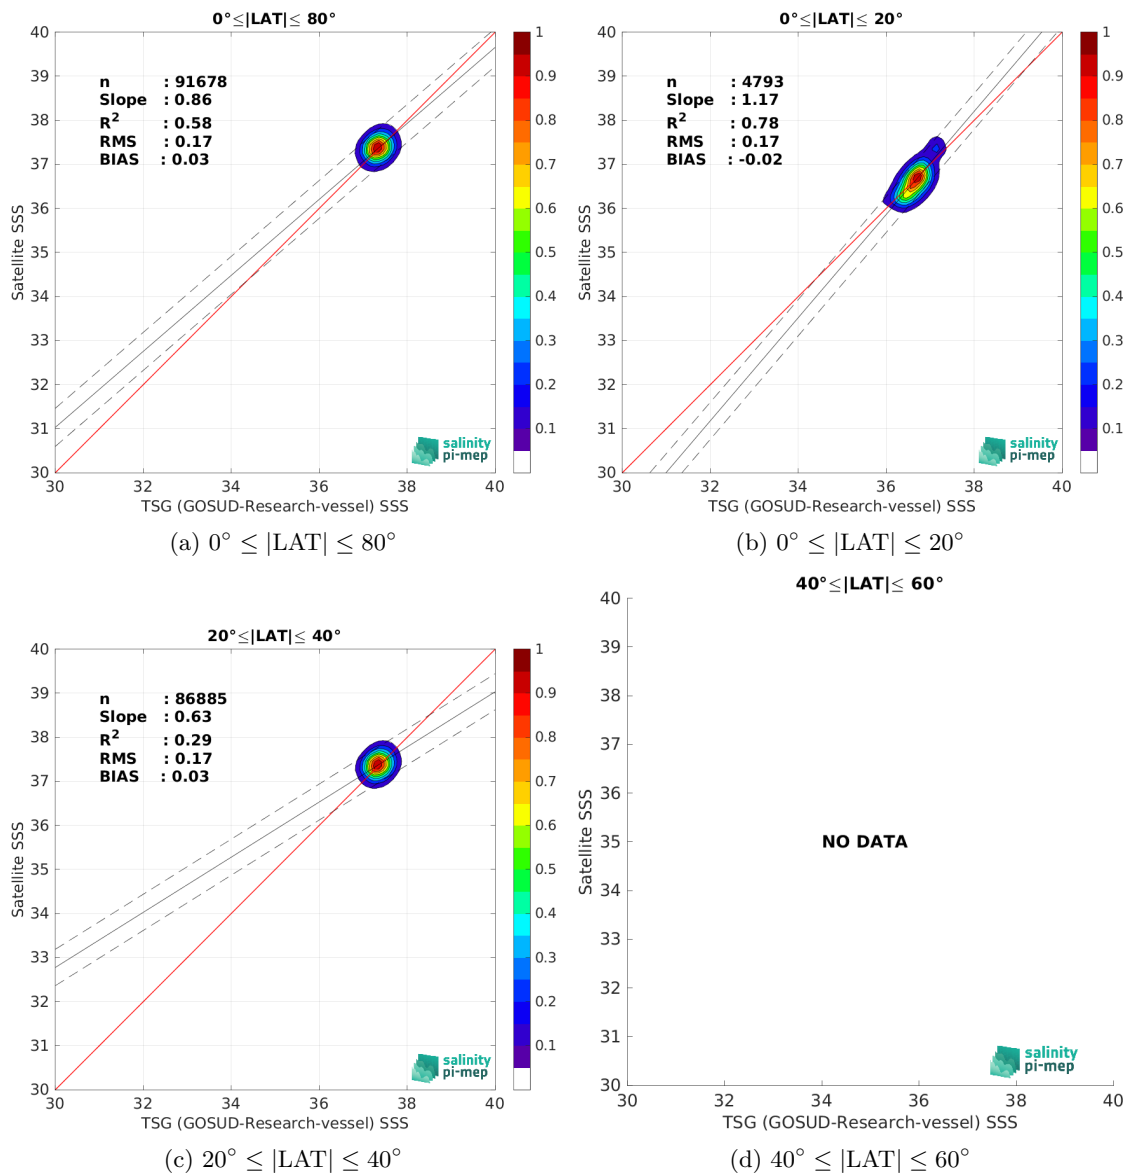 0°≤|LAT|≤ 80°
n : 91678
Slope : 0.86
R² : 0.58
RMS : 0.17
BIAS : 0.03
Satellite SSS
40
39
38
37
36
35
34
33
32
31
30
30 32 34 36 38 40
TSG (GOSUD-Research-vessel) SSS
1
0.9
0.8
0.7
0.6
0.5
0.4
0.3
0.2
0.1
salinity
pi-mep
(a) 0° ≤ |LAT| ≤ 80°
0°≤|LAT|≤ 20°
n : 4793
Slope : 1.17
R² : 0.78
RMS : 0.17
BIAS : -0.02
Satellite SSS
40
39
38
37
36
35
34
33
32
31
30
30 32 34 36 38 40
TSG (GOSUD-Research-vessel) SSS
1
0.9
0.8
0.7
0.6
0.5
0.4
0.3
0.2
0.1
salinity
pi-mep
(b) 0° ≤ |LAT| ≤ 20°
20°≤|LAT|≤ 40°
n : 86885
Slope : 0.63
R² : 0.29
RMS : 0.17
BIAS : 0.03
Satellite SSS
40
39
38
37
36
35
34
33
32
31
30
30 32 34 36 38 40
TSG (GOSUD-Research-vessel) SSS
1
0.9
0.8
0.7
0.6
0.5
0.4
0.3
0.2
0.1
salinity
pi-mep
(c) 20° ≤ |LAT| ≤ 40°
40°≤|LAT|≤ 60°
Satellite SSS
40
39
38
37
36
35
34
33
32
31
30
NO DATA
30 32 34 36 38 40
TSG (GOSUD-Research-vessel) SSS
salinity
pi-mep
(d) 40° ≤ |LAT| ≤ 60°